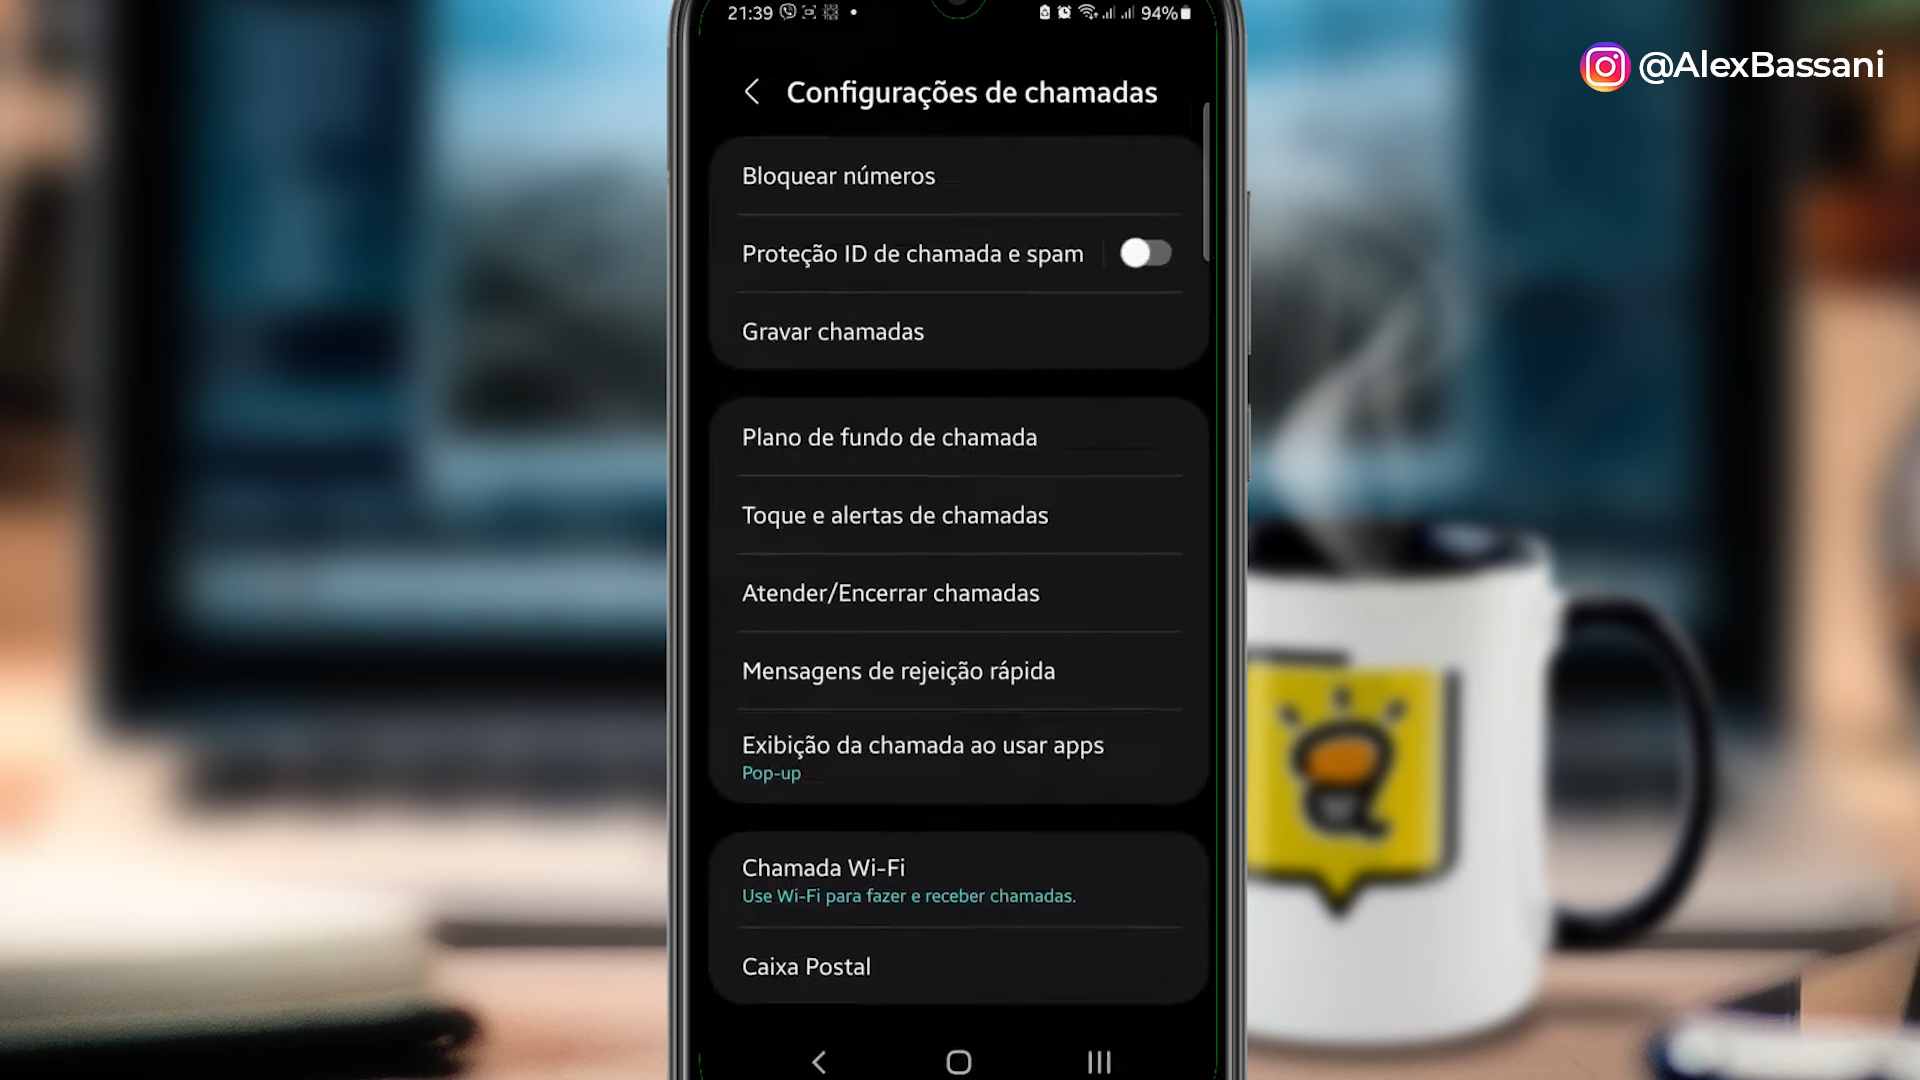 21:39
94%
@AlexBassani
Configurações de chamadas
Bloquear números
Proteção ID de chamada e spam
Gravar chamadas
Plano de fundo de chamada
Toque e alertas de chamadas
Atender/Encerrar chamadas
Mensagens de rejeição rápida
Exibição da chamada ao usar apps
Pop-up
Chamada Wi-Fi
Use Wi-Fi para fazer e receber chamadas.
Caixa Postal